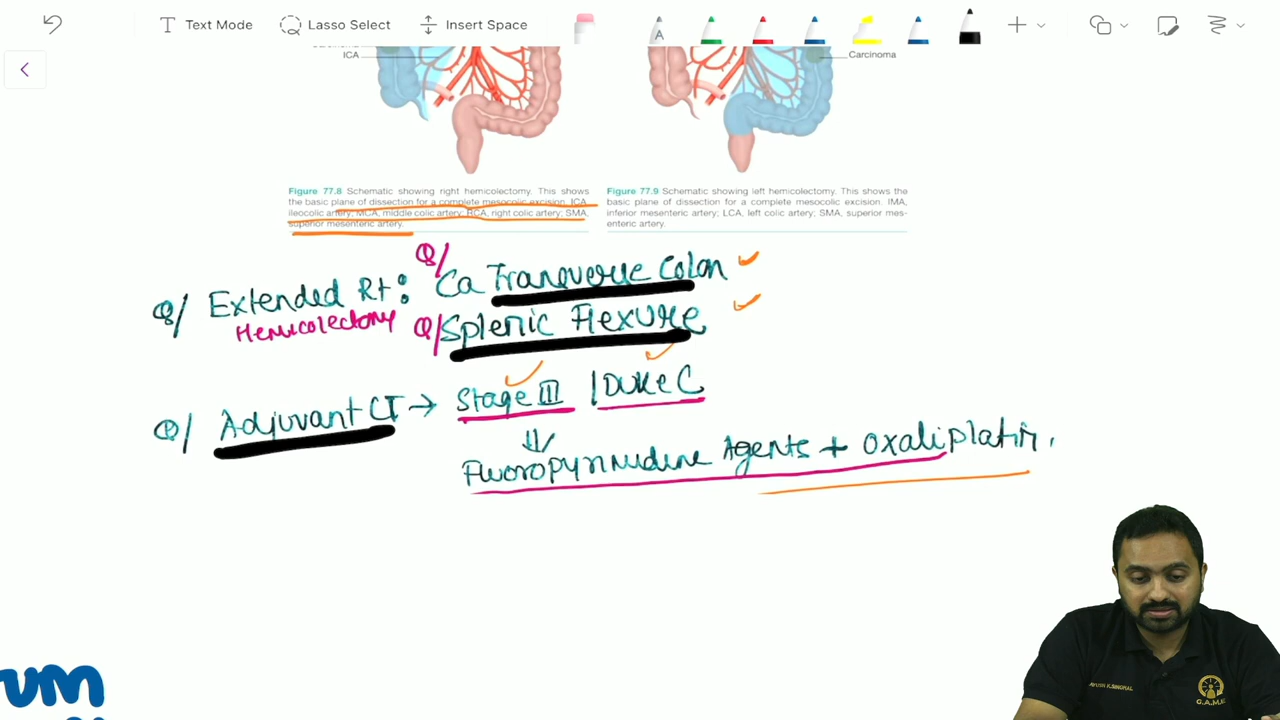 Text Mode
Lasso Select
Insert Space
A
ICA
Carcinoma
Figure 77.8 Schematic showing right hemicolectomy. This shows
the basic plane of dissection for a complete mesocolic excision. ICA,
ileocolic artery; MCA, middle colic artery; RCA, right colic artery; SMA,
superior mesenteric artery.
Figure 77.9 Schematic showing left hemicolectomy. This shows the
basic plane of dissection for a complete mesocolic excision. IMA,
inferior mesenteric artery; LCA, left colic artery; SMA, superior mes-
enteric artery.
Q/ Extended Rt: Q/ Ca Transverse Colon
Hemicolectomy Q/ Splenic Flexure
Q/ Adjuvant CT → Stage III / Duke C
Fluoropyrimidine Agents + Oxaliplatin.
UM
G.A.M.E